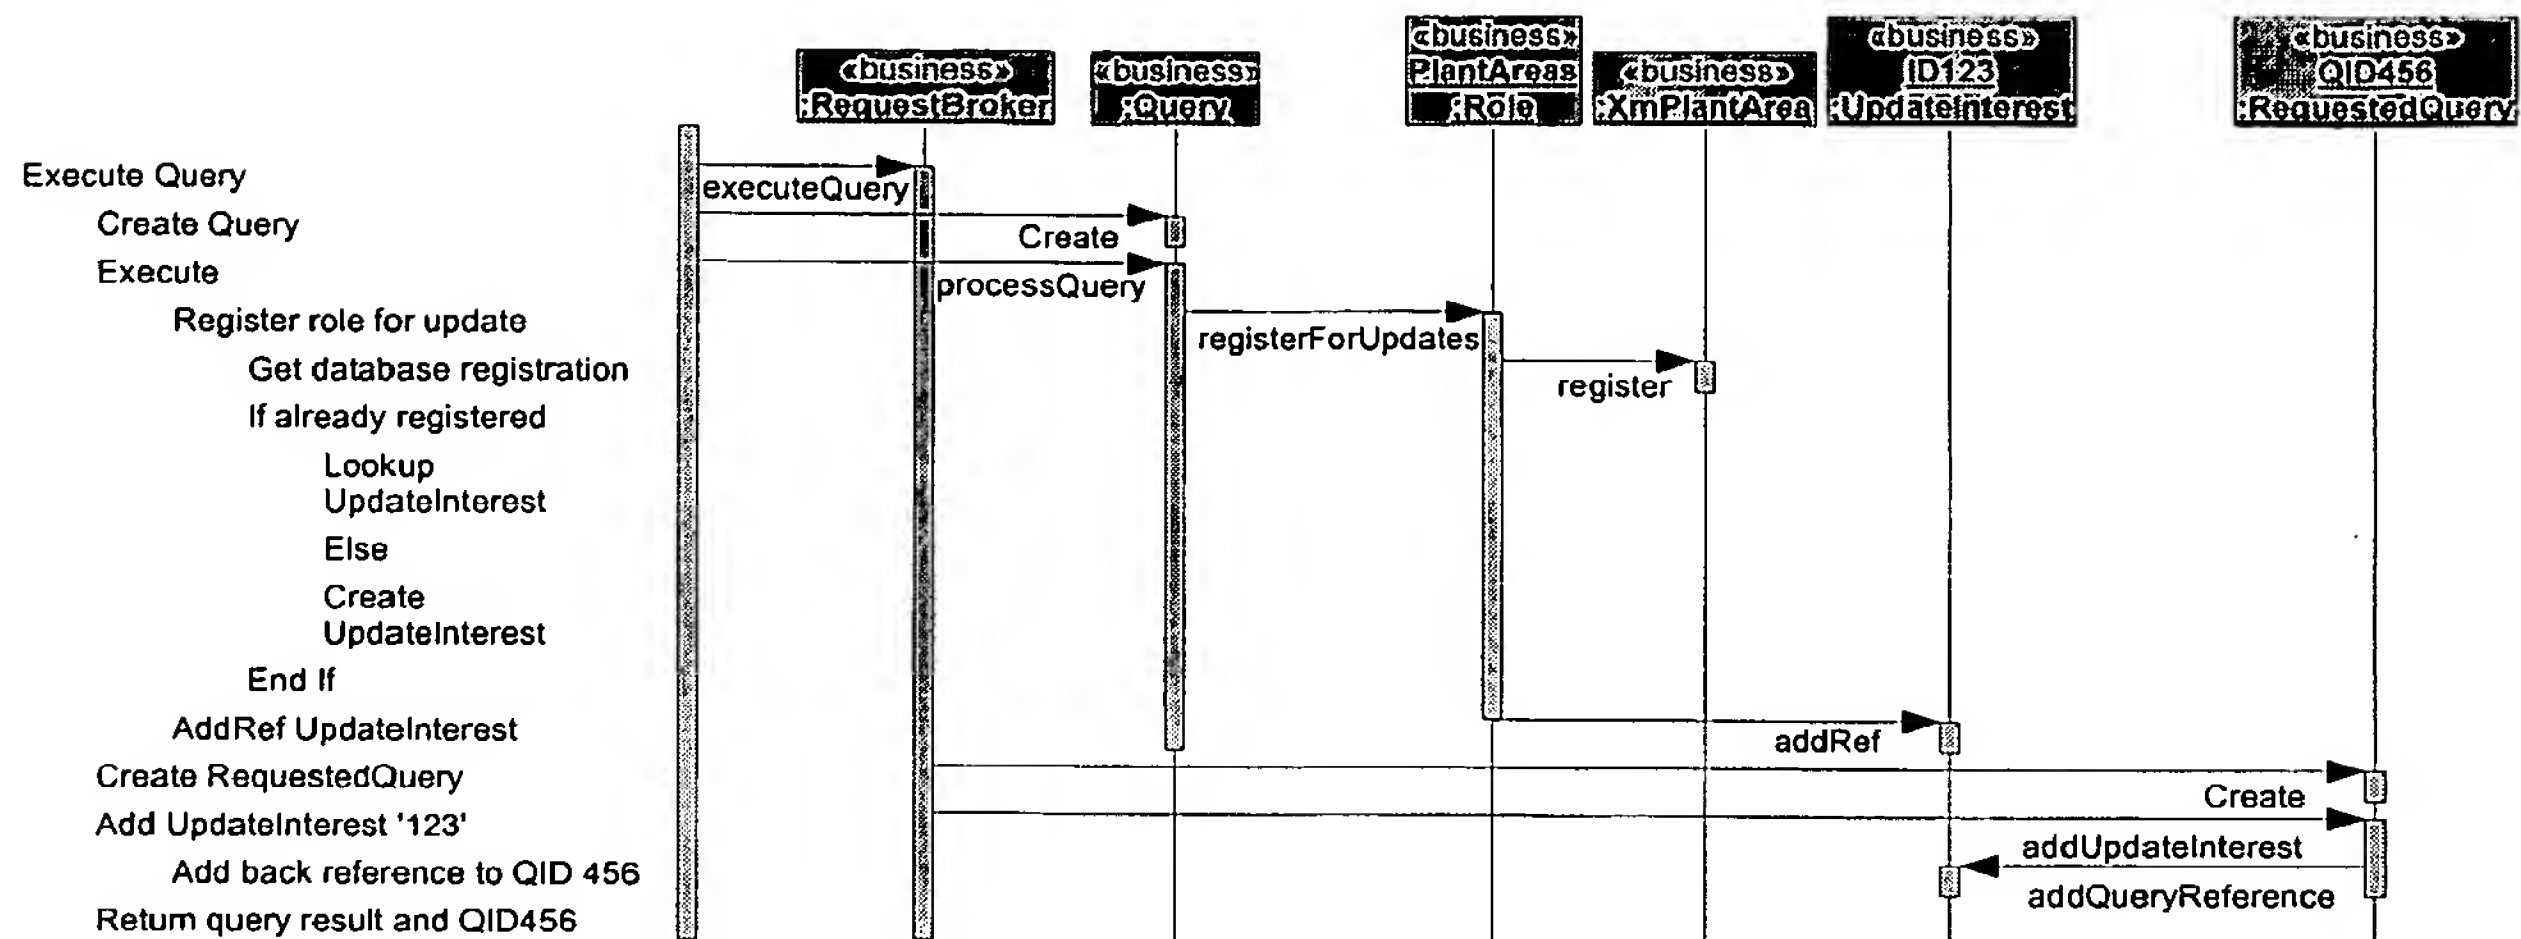 «business»
:RequestBroker
«business»
:Query
«business»
PlantAreas
:Role
«business»
:XmPlantArea
«business»
ID123
:UpdateInterest
«business»
QID456
:RequestedQuery
Execute Query
executeQuery
Create Query
Create
Execute
processQuery
Register role for update
registerForUpdates
Get database registration
register
If already registered
Lookup
UpdateInterest
Else
Create
UpdateInterest
End If
AddRef UpdateInterest
addRef
Create RequestedQuery
Create
Add UpdateInterest '123'
addUpdateInterest
Add back reference to QID 456
addQueryReference
Return query result and QID456